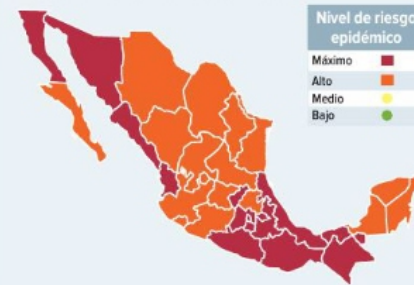 Nivel de riesgo
epidémico
Máximo
Alto
Medio
Bajo